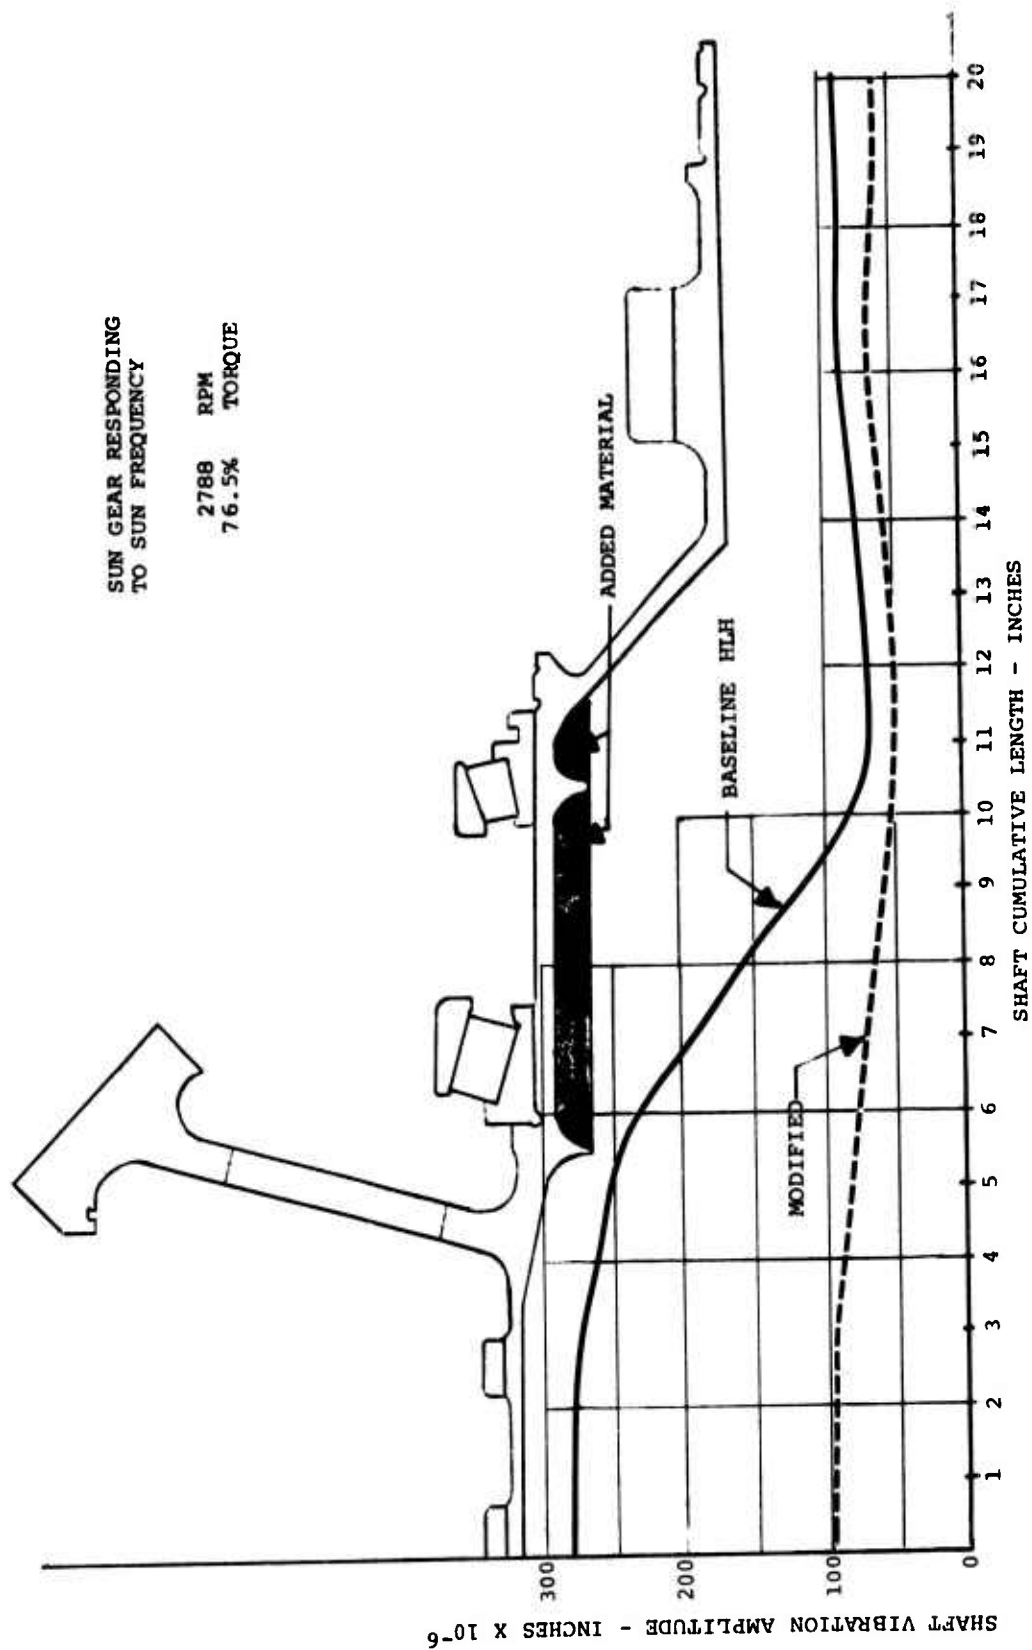 SUN GEAR RESPONDING
TO SUN FREQUENCY
2788 RPM
76.5% TORQUE
ADDED MATERIAL
BASELINE HLH
MODIFIED
300
200
100
0
1 2 3 4 5 6 7 8 9 10 11 12 13 14 15 16 17 18 19 20
SHAFT CUMULATIVE LENGTH - INCHES
SHAFT VIBRATION AMPLITUDE - INCHES X 10-6